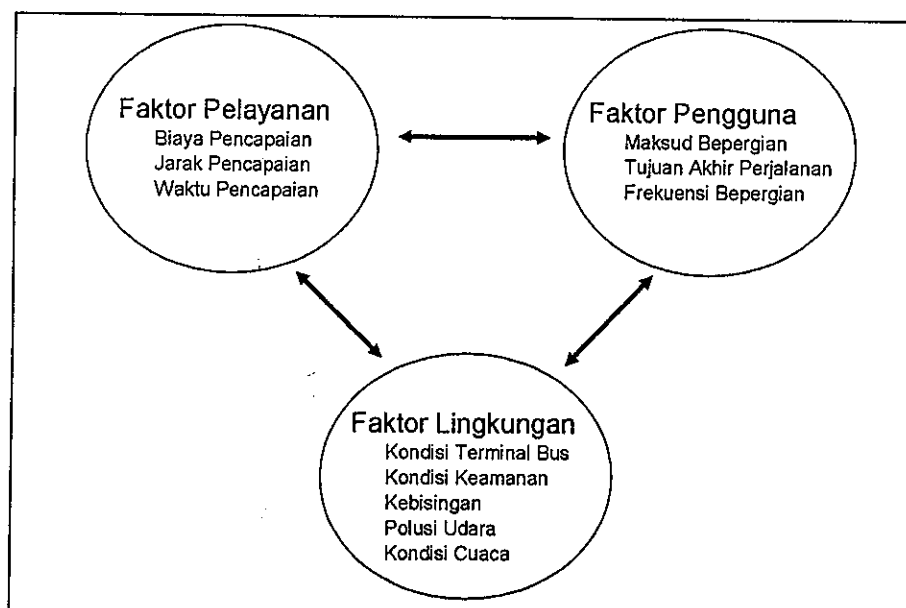 Faktor Pelayanan
Biaya Pencapaian
Jarak Pencapaian
Waktu Pencapaian
Faktor Pengguna
Maksud Bepergian
Tujuan Akhir Perjalanan
Frekuensi Bepergian
Faktor Lingkungan
Kondisi Terminal Bus
Kondisi Keamanan
Kebisingan
Polusi Udara
Kondisi Cuaca